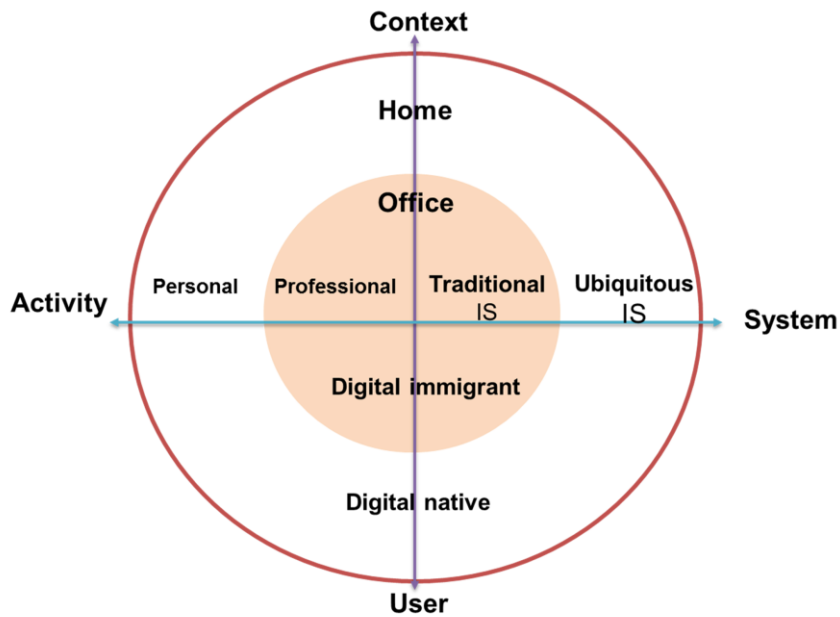 Context
Home
Office
Personal
Professional
Traditional
IS
Ubiquitous
IS
Activity
System
Digital immigrant
Digital native
User